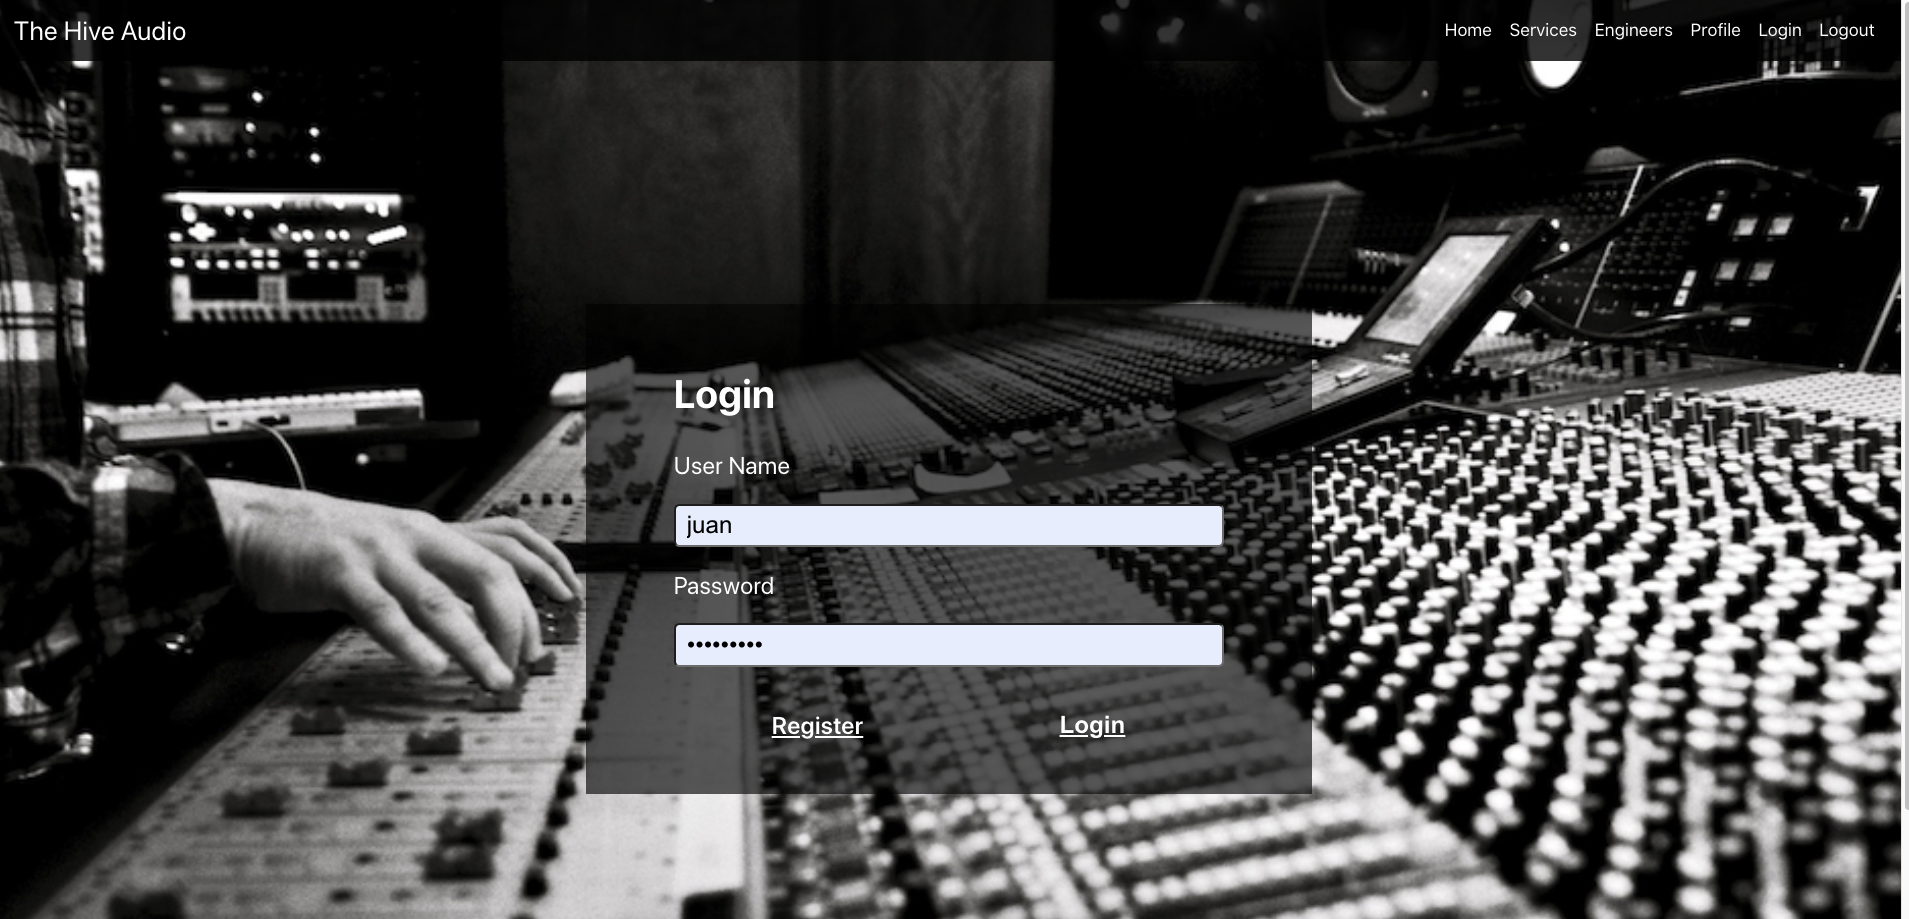 The Hive Audio
Home Services Engineers Profile Login Logout
Login
User Name
juan
Password
•••••••••
Register Login